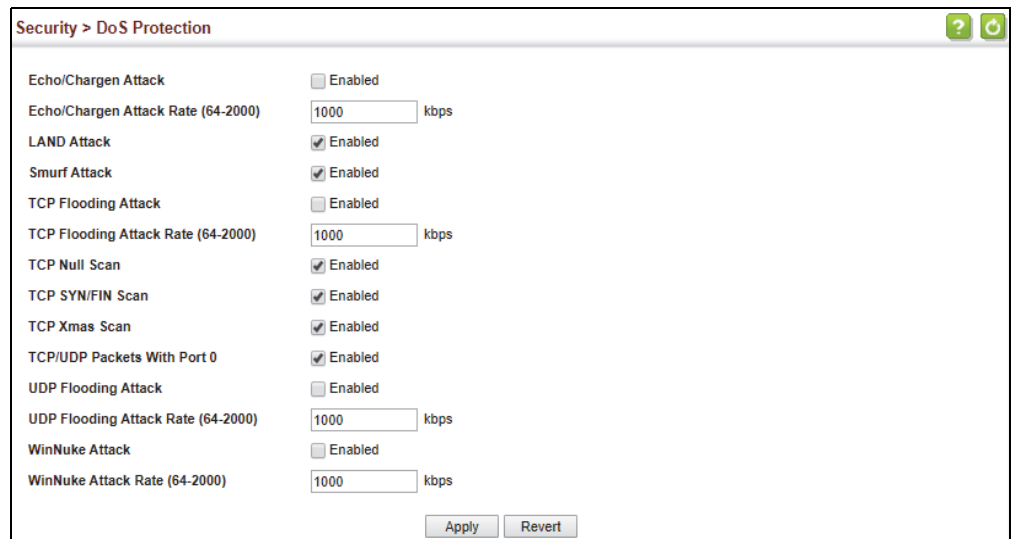 Security > DoS Protection ?
Echo/Chargen Attack Enabled
Echo/Chargen Attack Rate (64-2000) 1000 kbps
LAND Attack Enabled
Smurf Attack Enabled
TCP Flooding Attack Enabled
TCP Flooding Attack Rate (64-2000) 1000 kbps
TCP Null Scan Enabled
TCP SYN/FIN Scan Enabled
TCP Xmas Scan Enabled
TCP/UDP Packets With Port 0 Enabled
UDP Flooding Attack Enabled
UDP Flooding Attack Rate (64-2000) 1000 kbps
WinNuke Attack Enabled
WinNuke Attack Rate (64-2000) 1000 kbps
Apply Revert